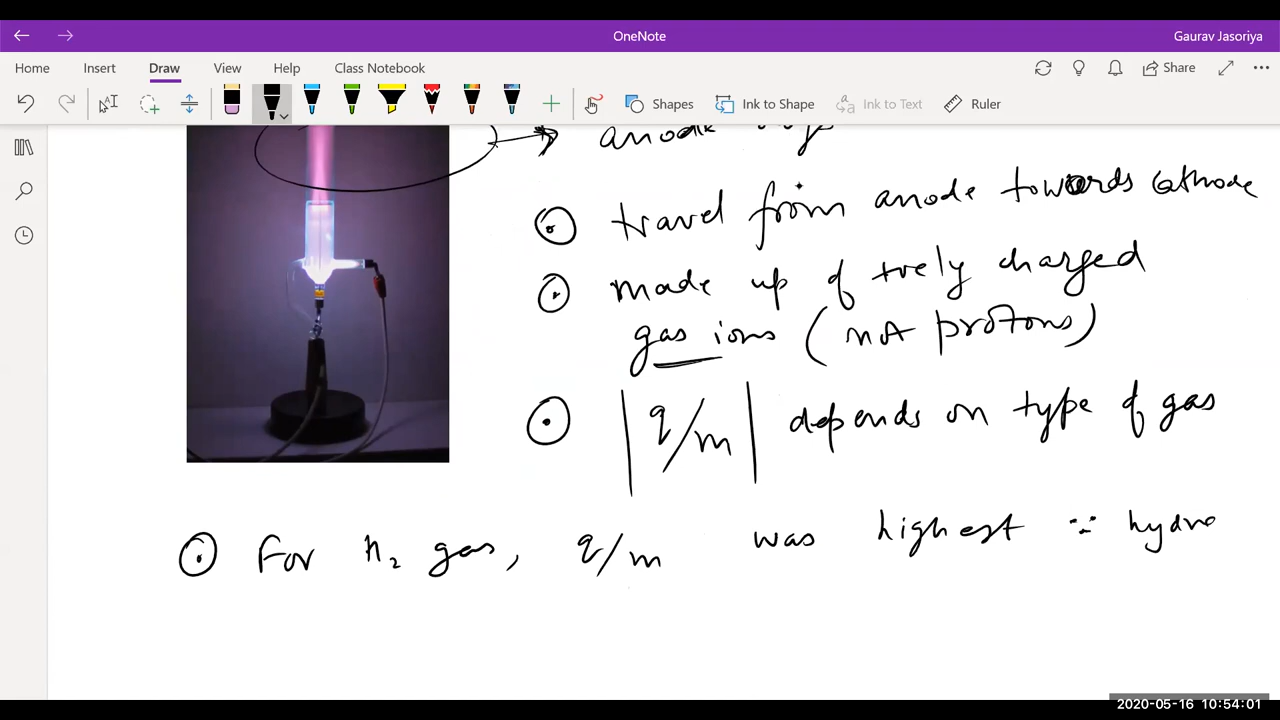 OneNote
Gaurav Jasoriya
Home Insert Draw View Help Class Notebook Share
Shapes Ink to Shape Ink to Text Ruler
anode
travel from anode towards cathode
made up of +vely charged
gas ions (not protons)
|q/m| depends on type of gas
For H₂ gas, q/m was highest ∵ hydro
2020-05-16 10:54:01